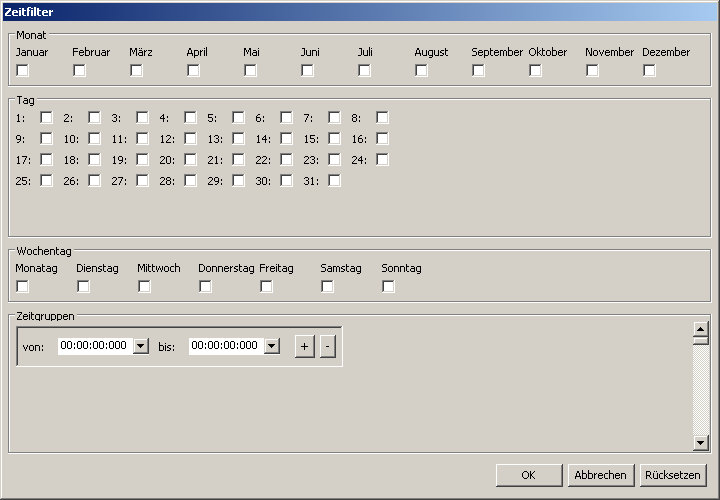 Zeitfilter
Monat
Januar Februar März April Mai Juni Juli August September Oktober November Dezember
Tag
1: 2: 3: 4: 5: 6: 7: 8:
9: 10: 11: 12: 13: 14: 15: 16:
17: 18: 19: 20: 21: 22: 23: 24:
25: 26: 27: 28: 29: 30: 31:
Wochentag
Monatag Dienstag Mittwoch Donnerstag Freitag Samstag Sonntag
Zeitgruppen
von: 00:00:00:000 bis: 00:00:00:000 + -
OK Abbrechen Rücksetzen